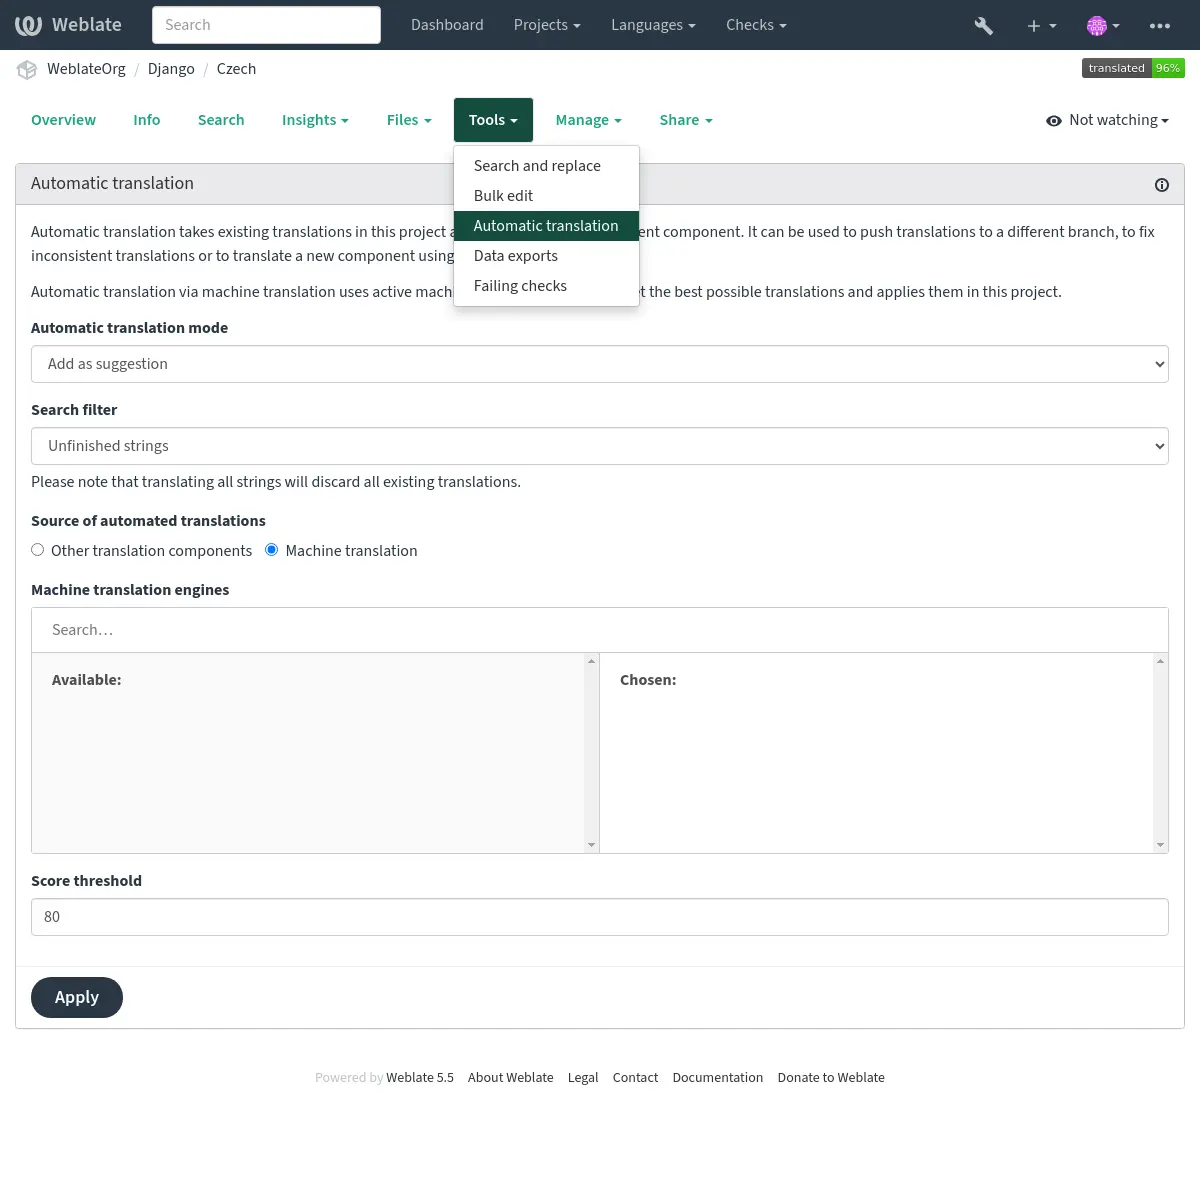 Weblate
Search
Dashboard
Projects
Languages
Checks
WeblateOrg / Django / Czech
translated 96%
Overview
Info
Search
Insights
Files
Tools
Manage
Share
Not watching
Search and replace
Bulk edit
Automatic translation
Data exports
Failing checks
Automatic translation
Automatic translation takes existing translations in this project ent component. It can be used to push translations to a different branch, to fix
inconsistent translations or to translate a new component using
Automatic translation via machine translation uses active mach t the best possible translations and applies them in this project.
Automatic translation mode
Add as suggestion
Search filter
Unfinished strings
Please note that translating all strings will discard all existing translations.
Source of automated translations
Other translation components
Machine translation
Machine translation engines
Search…
Available:
Chosen:
Score threshold
80
Apply
Powered by Weblate 5.5 About Weblate Legal Contact Documentation Donate to Weblate